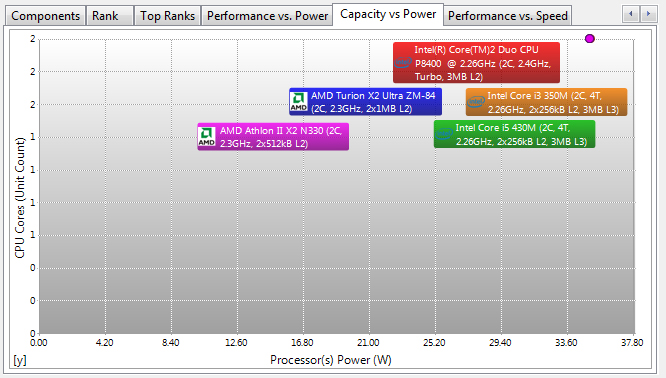 Components
Rank
Top Ranks
Performance vs. Power
Capacity vs Power
Performance vs. Speed
CPU Cores (Unit Count)
2
2
2
1
1
1
1
0
0
0
Intel(R) Core(TM)2 Duo CPU
P8400 @ 2.26GHz (2C, 2.4GHz,
Turbo, 3MB L2)
AMD
AMD Turion X2 Ultra ZM-84
(2C, 2.3GHz, 2x1MB L2)
Intel Core i3 350M (2C, 4T,
2.26GHz, 2x256kB L2, 3MB L3)
AMD
AMD Athlon II X2 N330 (2C,
2.3GHz, 2x512kB L2)
Intel Core i5 430M (2C, 4T,
2.26GHz, 2x256kB L2, 3MB L3)
0.00
4.20
8.40
12.60
16.80
21.00
25.20
29.40
33.60
37.80
[y]
Processor(s) Power (W)